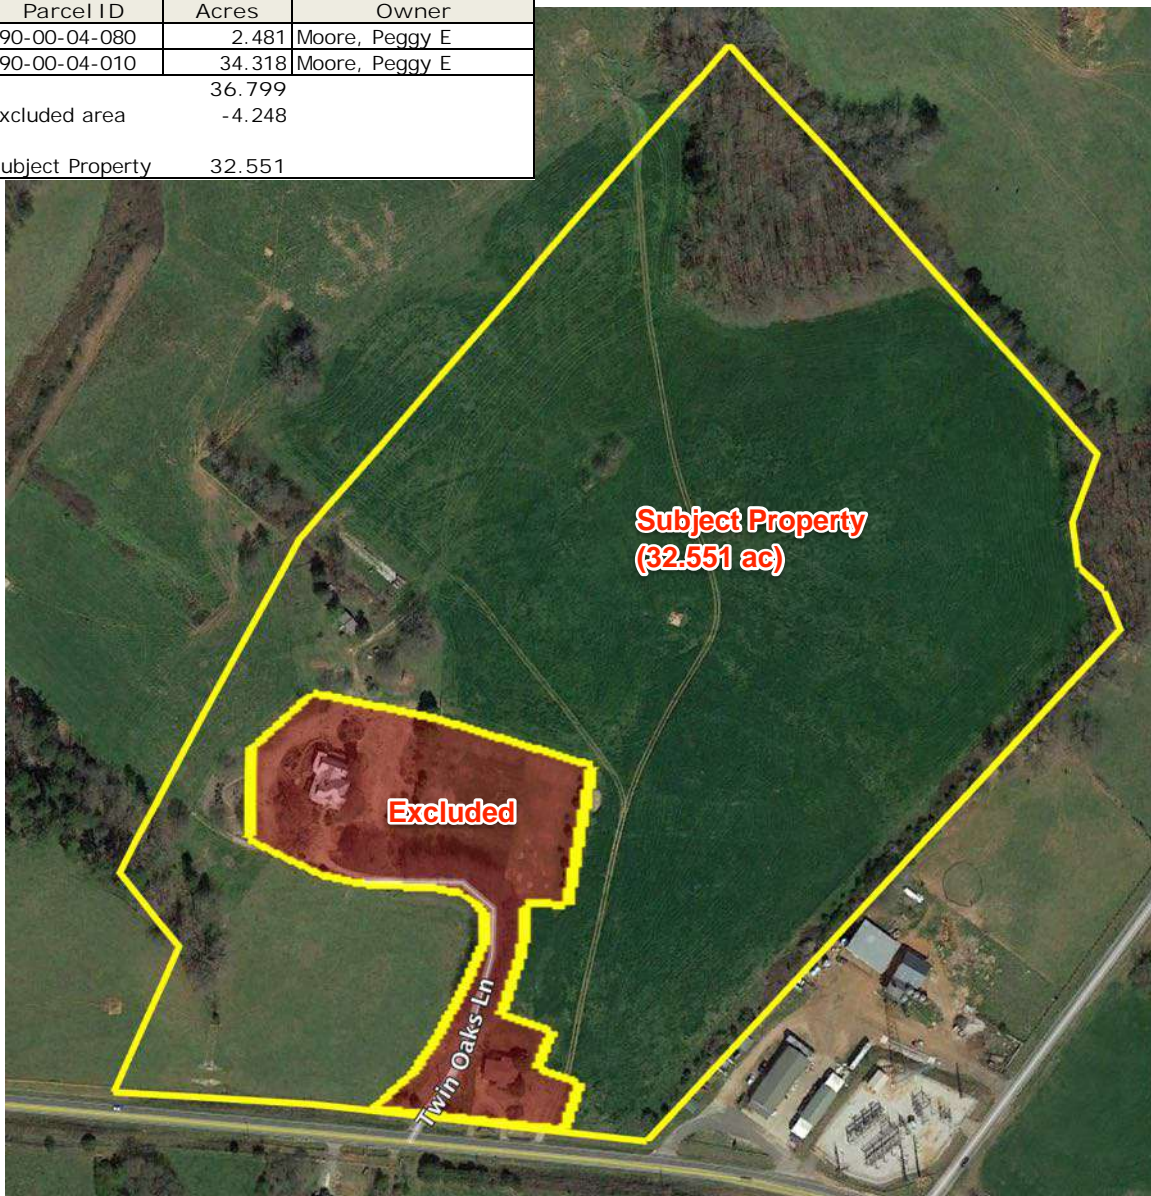 Parcel ID Acres Owner
90-00-04-080 2.481 Moore, Peggy E
90-00-04-010 34.318 Moore, Peggy E
36.799
xcluded area -4.248
ubject Property 32.551
Subject Property
(32.551 ac)
Excluded
Twin Oaks Ln